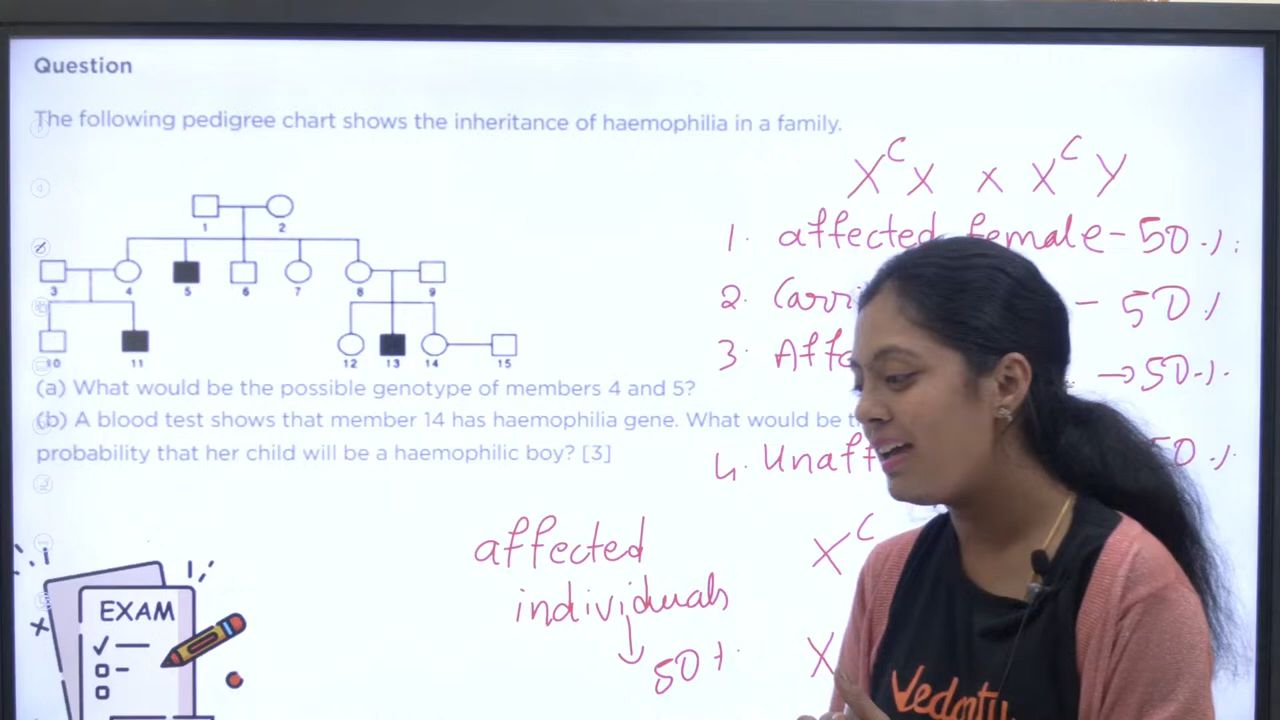 Question
The following pedigree chart shows the inheritance of haemophilia in a family.
1 2
3 4 5 6 7 8 9
10 11 12 13 14 15
(a) What would be the possible genotype of members 4 and 5?
(b) A blood test shows that member 14 has haemophilia gene. What would be
probability that her child will be a haemophilic boy? [3]
X^C X x X^C Y
1. affected female - 50 %
2. - 50 %
3. → 50 %
4. %
affected
individuals
↓ 50 %
X^C
X
EXAM
Vedantu